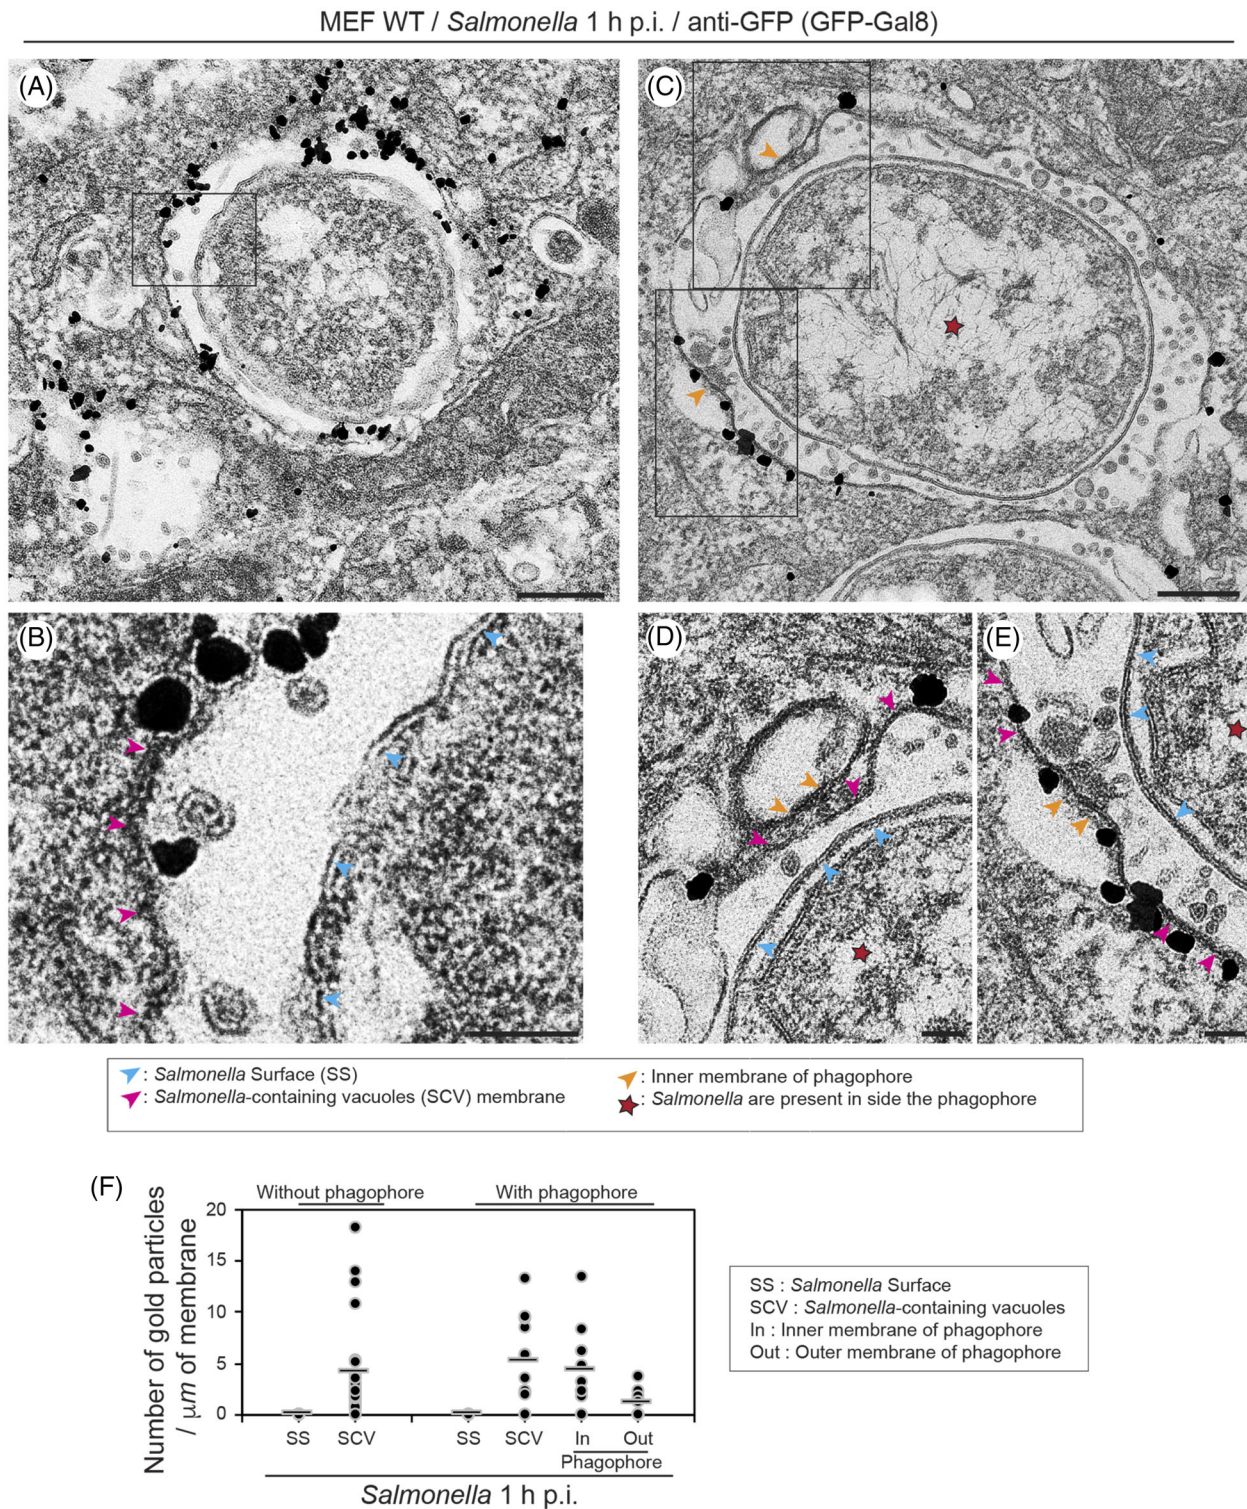 MEF WT / Salmonella 1 h p.i. / anti-GFP (GFP-Gal8)
(A)
(C)
(B)
(D)
(E)
: Salmonella Surface (SS)
: Inner membrane of phagophore
: Salmonella-containing vacuoles (SCV) membrane
: Salmonella are present in side the phagophore
(F)
Without phagophore
With phagophore
Number of gold particles
/ μm of membrane
20
15
10
5
0
SS
SCV
SS
SCV
In
Out
Phagophore
Salmonella 1 h p.i.
SS : Salmonella Surface
SCV : Salmonella-containing vacuoles
In : Inner membrane of phagophore
Out : Outer membrane of phagophore